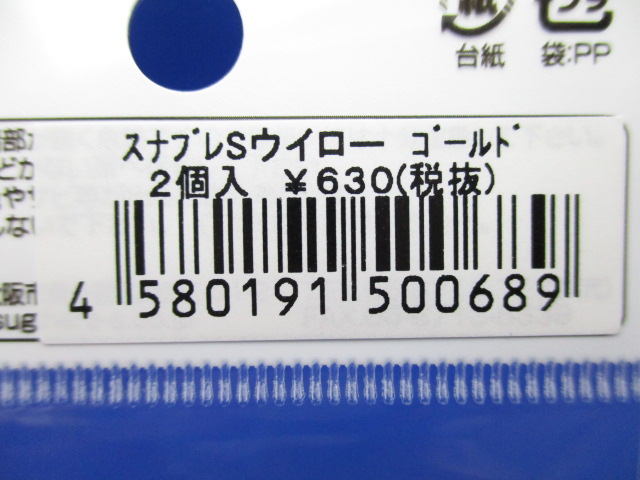 台紙 袋:PP
ｽﾅﾌﾟﾚSウイロー ｺﾞｰﾙﾄﾞ
2個入 ¥630(税抜)
4 580191 500689